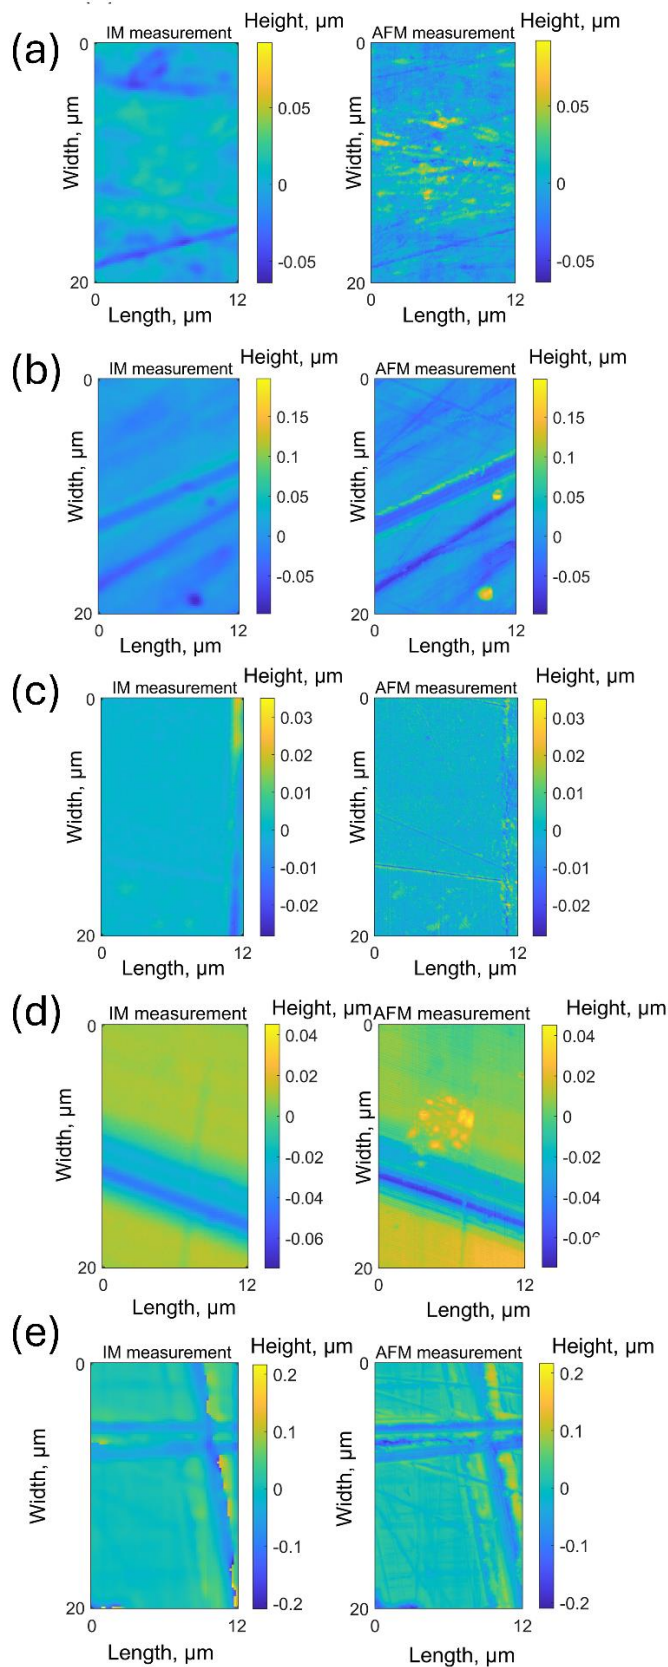 (a)
Height, µm
IM measurement
0
0.05
0
-0.05
Width, µm
20
0
12
Length, µm
Height, µm
AFM measurement
0
0.05
0
-0.05
Width, µm
20
0
12
Length, µm
(b)
Height, µm
IM measurement
0
0.15
0.1
0.05
0
-0.05
Width, µm
20
0
12
Length, µm
Height, µm
AFM measurement
0
0.15
0.1
0.05
0
-0.05
Width, µm
20
0
12
Length, µm
(c)
Height, µm
IM measurement
0
0.03
0.02
0.01
0
-0.01
-0.02
Width, µm
20
0
12
Length, µm
Height, µm
AFM measurement
0
0.03
0.02
0.01
0
-0.01
-0.02
Width, µm
20
0
12
Length, µm
(d)
Height, µm
IM measurement
0
0.04
0.02
0
-0.02
-0.04
-0.06
Width, µm
20
0
12
Length, µm
Height, µm
AFM measurement
0
0.04
0.02
0
-0.02
-0.04
Width, µm
20
0
12
Length, µm
(e)
Height, µm
IM measurement
0
0.2
0.1
0
-0.1
-0.2
Width, µm
20
0
12
Length, µm
Height, µm
AFM measurement
0
0.2
0.1
0
-0.1
-0.2
Width, µm
20
0
12
Length, µm